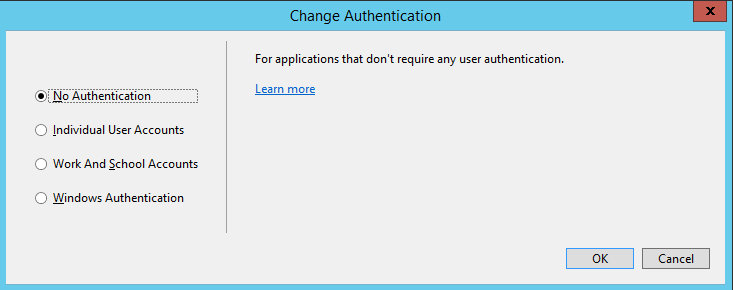 Change Authentication
x
For applications that don't require any user authentication.
Learn more
No Authentication
Individual User Accounts
Work And School Accounts
Windows Authentication
OK
Cancel